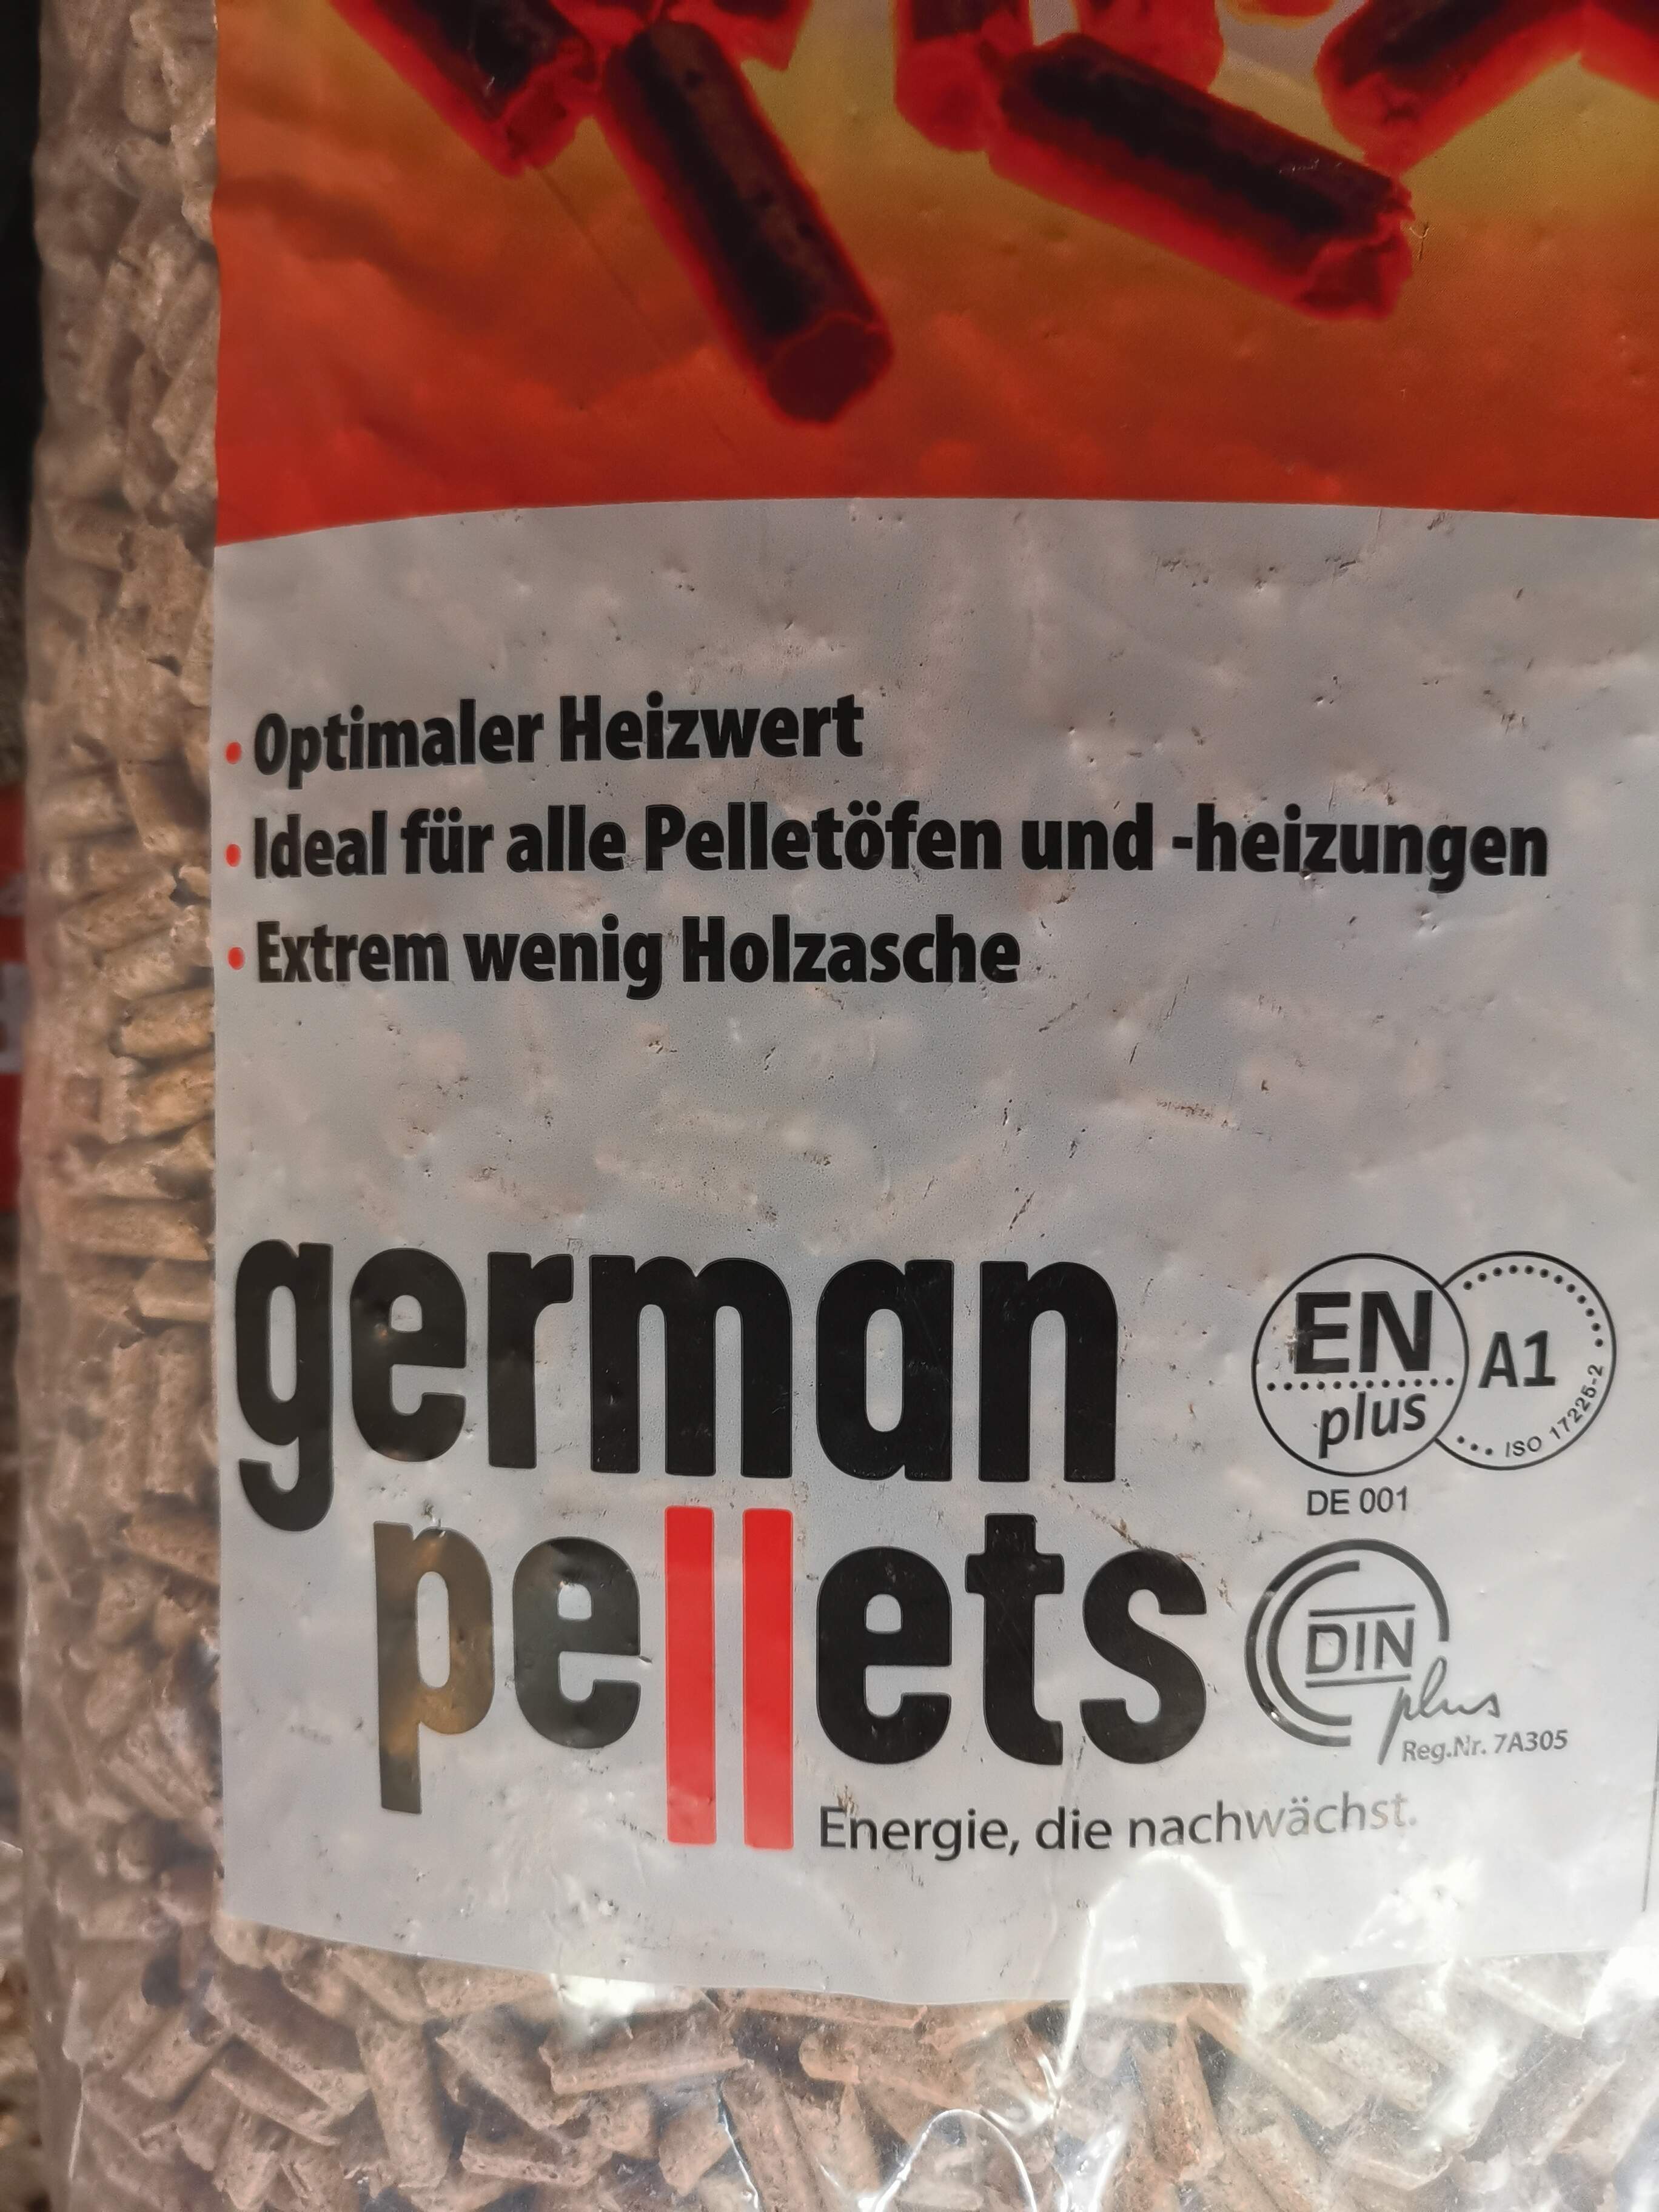 • Optimaler Heizwert
• Ideal für alle Pelletöfen und -heizungen
• Extrem wenig Holzasche
german
pellets
Energie, die nachwächst.
EN
plus
A1
ISO 17225-2
DE 001
DIN
plus
Reg.Nr. 7A305